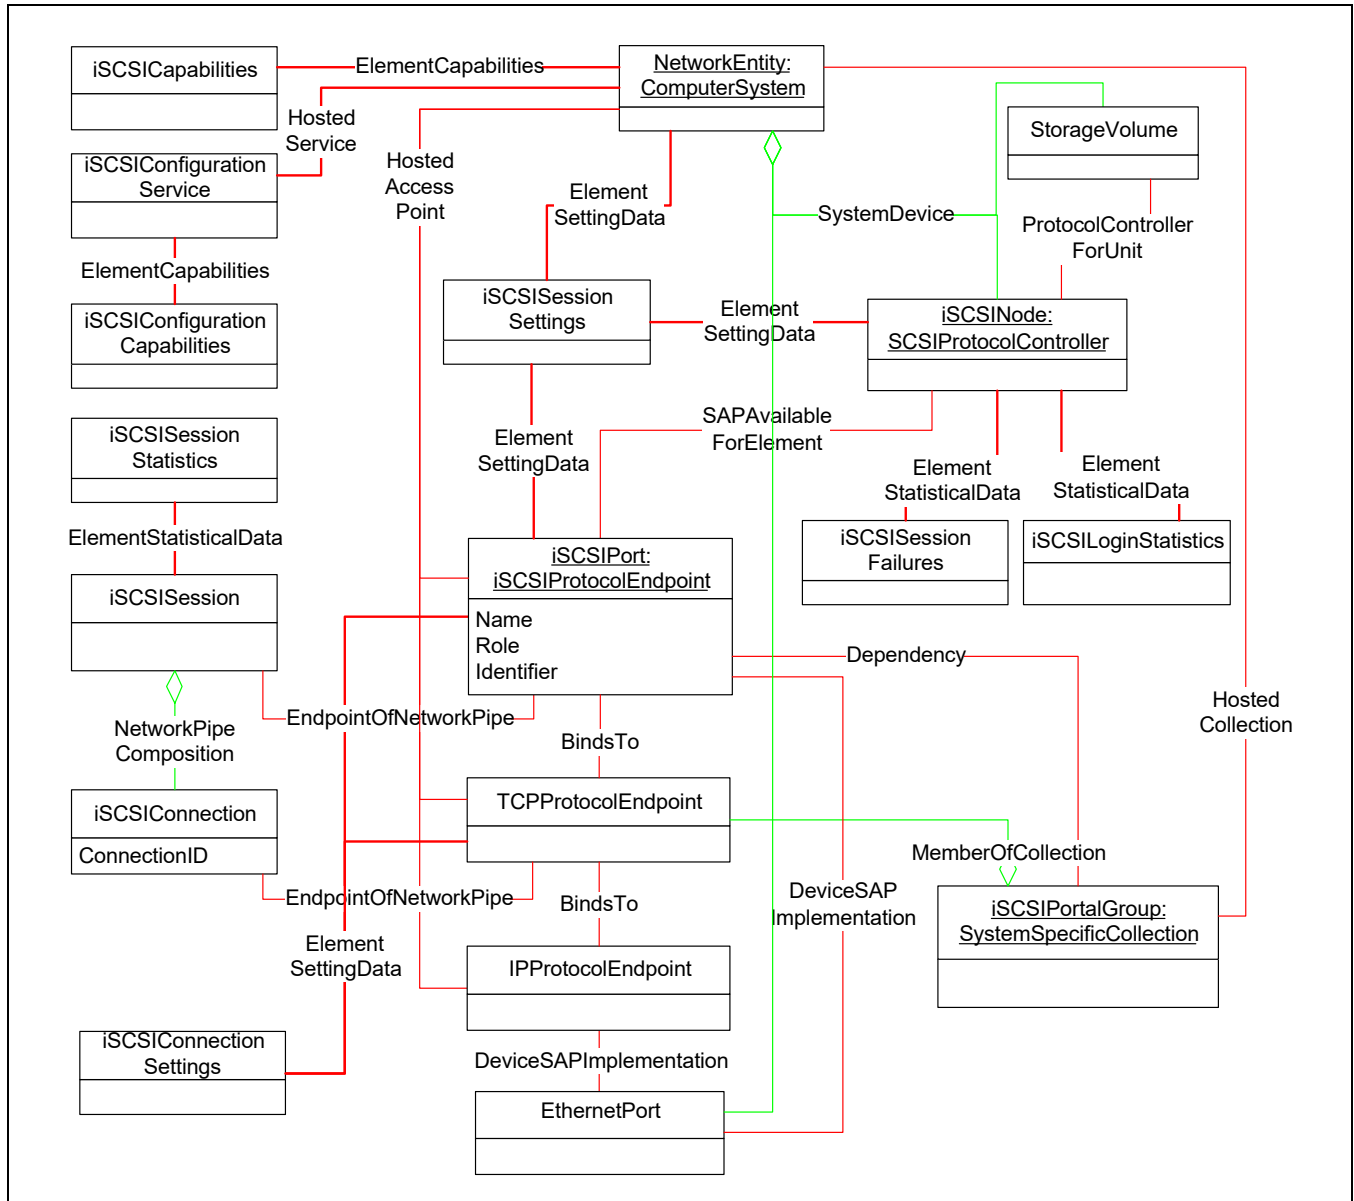 iSCSICapabilities
ElementCapabilities
NetworkEntity:
ComputerSystem
StorageVolume
Hosted
Service
iSCSIConfiguration
Service
Hosted
Access
Point
Element
SettingData
SystemDevice
ProtocolController
ForUnit
ElementCapabilities
iSCSIConfiguration
Capabilities
iSCSISession
Settings
Element
SettingData
iSCSINode:
SCSIProtocolController
iSCSISession
Statistics
Element
SettingData
SAPAvailable
ForElement
Element
StatisticalData
Element
StatisticalData
ElementStatisticalData
iSCSISession
Failures
iSCSILoginStatistics
iSCSISession
iSCSIPort:
iSCSIProtocolEndpoint
Name
Role
Identifier
Dependency
Hosted
Collection
EndpointOfNetworkPipe
NetworkPipe
Composition
BindsTo
iSCSIConnection
ConnectionID
TCPProtocolEndpoint
MemberOfCollection
EndpointOfNetworkPipe
BindsTo
DeviceSAP
Implementation
iSCSIPortalGroup:
SystemSpecificCollection
Element
SettingData
IPProtocolEndpoint
iSCSIConnection
Settings
DeviceSAPImplementation
EthernetPort